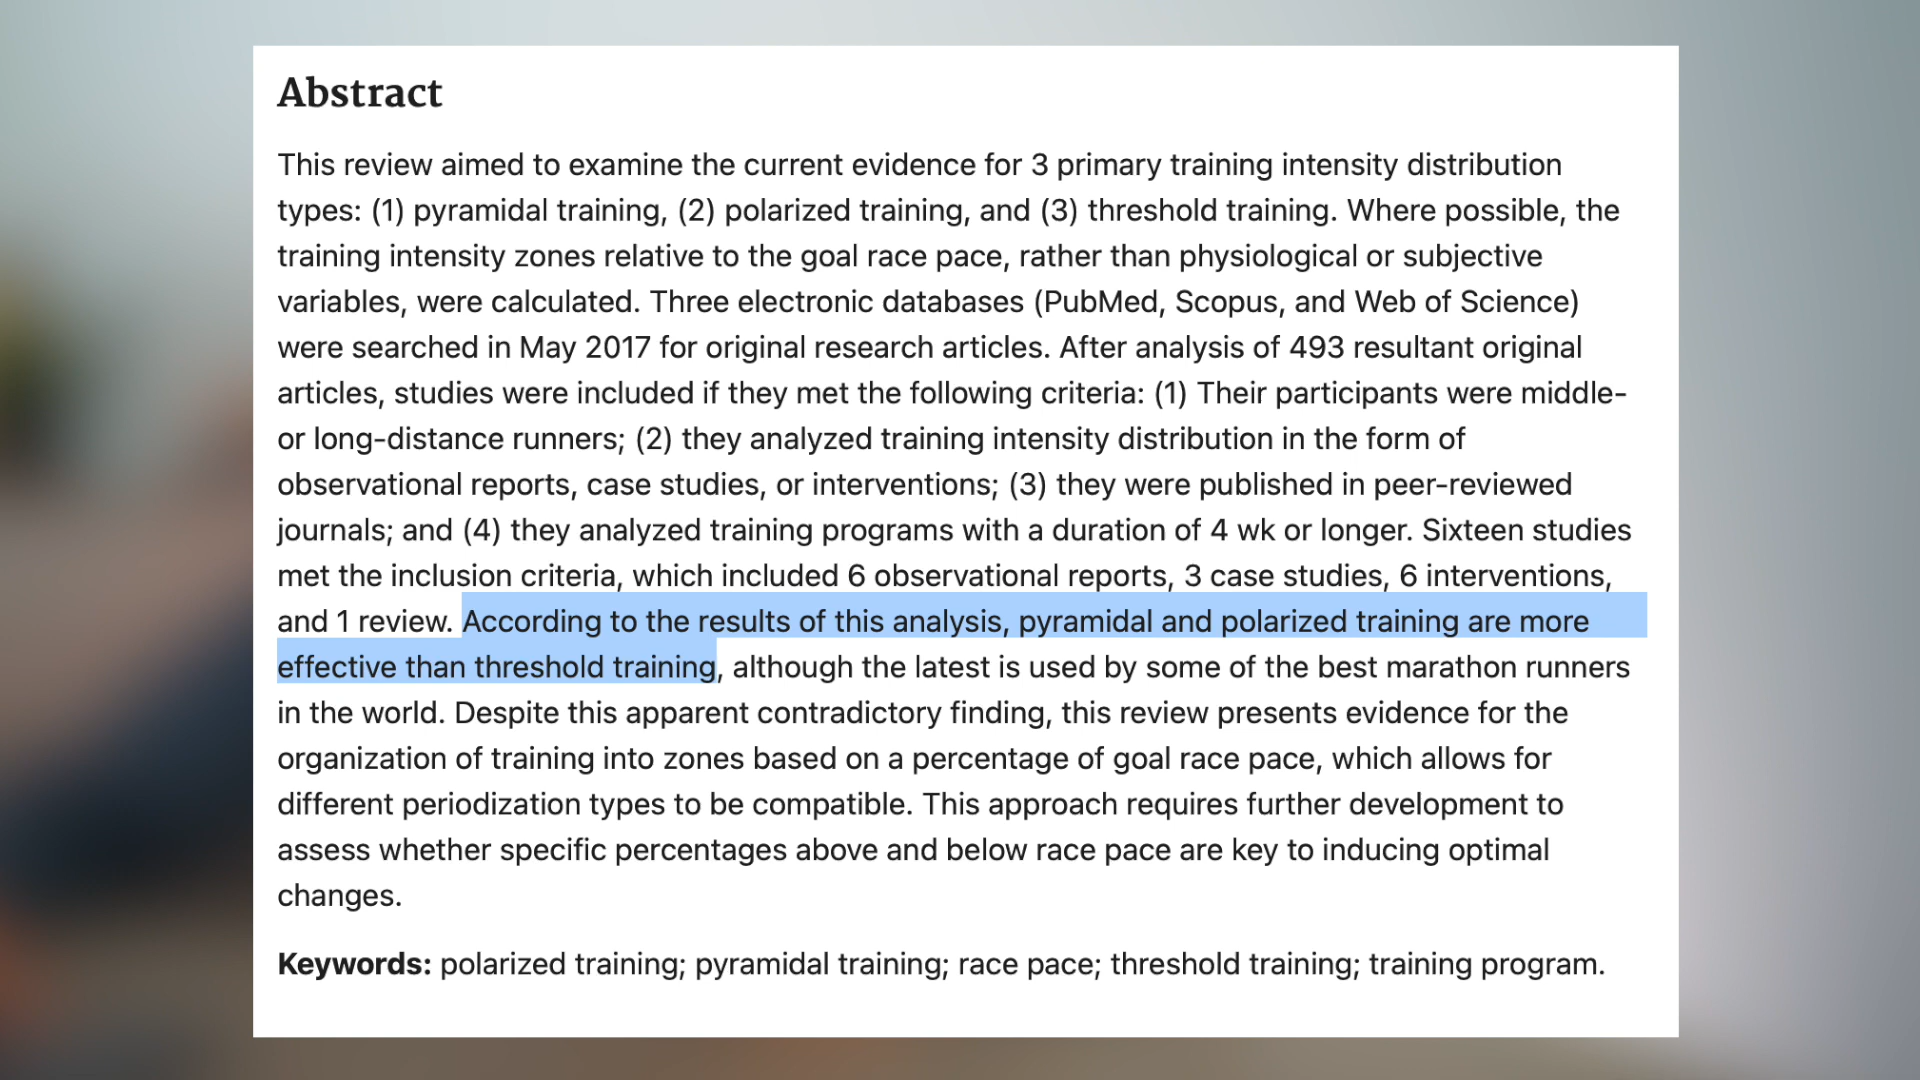 Abstract
This review aimed to examine the current evidence for 3 primary training intensity distribution
types: (1) pyramidal training, (2) polarized training, and (3) threshold training. Where possible, the
training intensity zones relative to the goal race pace, rather than physiological or subjective
variables, were calculated. Three electronic databases (PubMed, Scopus, and Web of Science)
were searched in May 2017 for original research articles. After analysis of 493 resultant original
articles, studies were included if they met the following criteria: (1) Their participants were middle-
or long-distance runners; (2) they analyzed training intensity distribution in the form of
observational reports, case studies, or interventions; (3) they were published in peer-reviewed
journals; and (4) they analyzed training programs with a duration of 4 wk or longer. Sixteen studies
met the inclusion criteria, which included 6 observational reports, 3 case studies, 6 interventions,
and 1 review. According to the results of this analysis, pyramidal and polarized training are more
effective than threshold training, although the latest is used by some of the best marathon runners
in the world. Despite this apparent contradictory finding, this review presents evidence for the
organization of training into zones based on a percentage of goal race pace, which allows for
different periodization types to be compatible. This approach requires further development to
assess whether specific percentages above and below race pace are key to inducing optimal
changes.
Keywords: polarized training; pyramidal training; race pace; threshold training; training program.